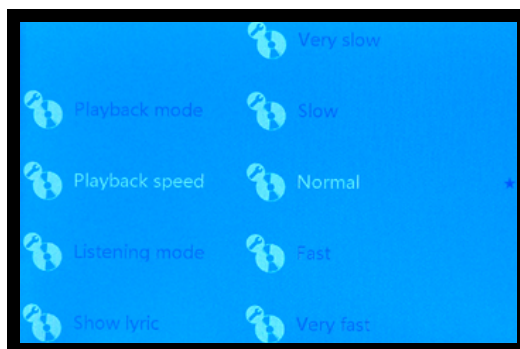 Very slow
Playback mode
Slow
Playback speed
Normal
Listening mode
Fast
Show lyric
Very fast